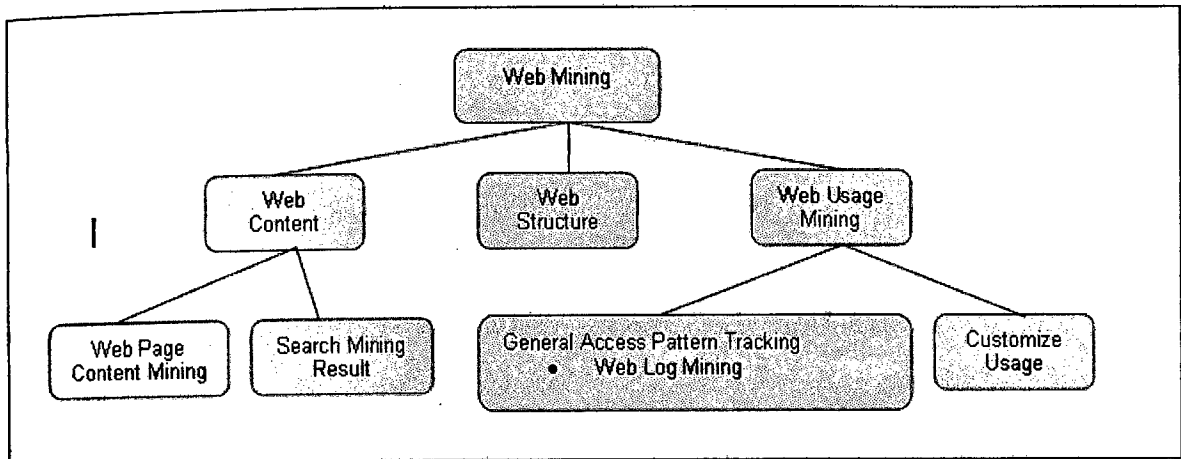 Web Mining
Web
Content
Web
Structure
Web Usage
Mining
Web Page
Content Mining
Search Mining
Result
General Access Pattern Tracking
• Web Log Mining
Customize
Usage